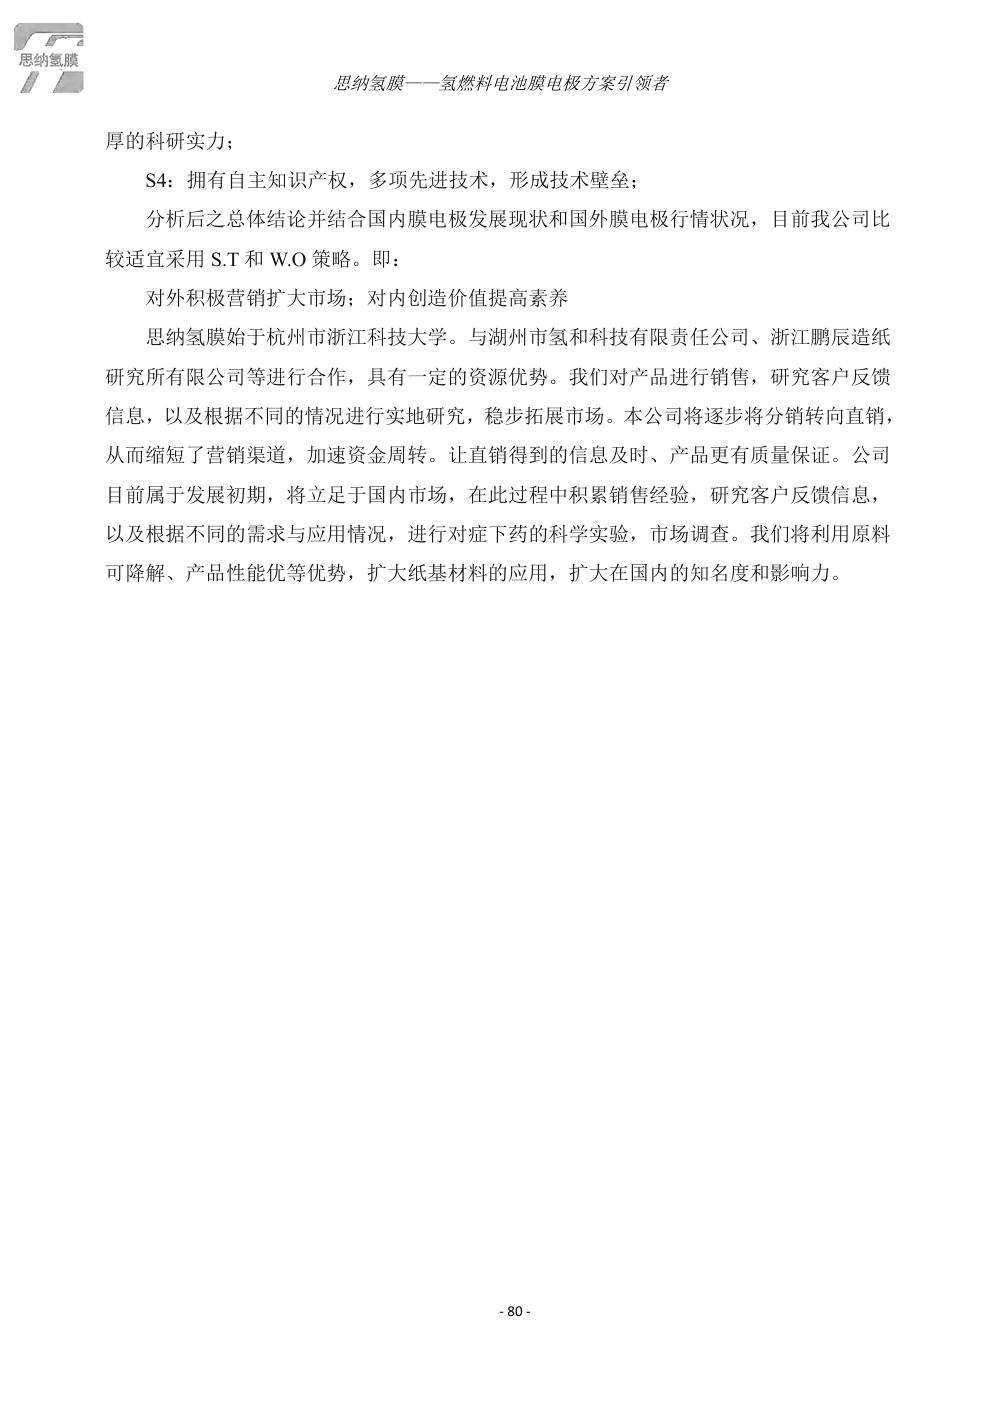 思纳氢膜
思纳氢膜——氢燃料电池膜电极方案引领者
厚的科研实力；
S4：拥有自主知识产权，多项先进技术，形成技术壁垒；
分析后之总体结论并结合国内膜电极发展现状和国外膜电极行情状况，目前我公司比
较适宜采用 S.T 和 W.O 策略。即：
对外积极营销扩大市场；对内创造价值提高素养
思纳氢膜始于杭州市浙江科技大学。与湖州市氢和科技有限责任公司、浙江鹏辰造纸
研究所有限公司等进行合作，具有一定的资源优势。我们对产品进行销售，研究客户反馈
信息，以及根据不同的情况进行实地研究，稳步拓展市场。本公司将逐步将分销转向直销，
从而缩短了营销渠道，加速资金周转。让直销得到的信息及时、产品更有质量保证。公司
目前属于发展初期，将立足于国内市场，在此过程中积累销售经验，研究客户反馈信息，
以及根据不同的需求与应用情况，进行对症下药的科学实验，市场调查。我们将利用原料
可降解、产品性能优等优势，扩大纸基材料的应用，扩大在国内的知名度和影响力。
- 80 -